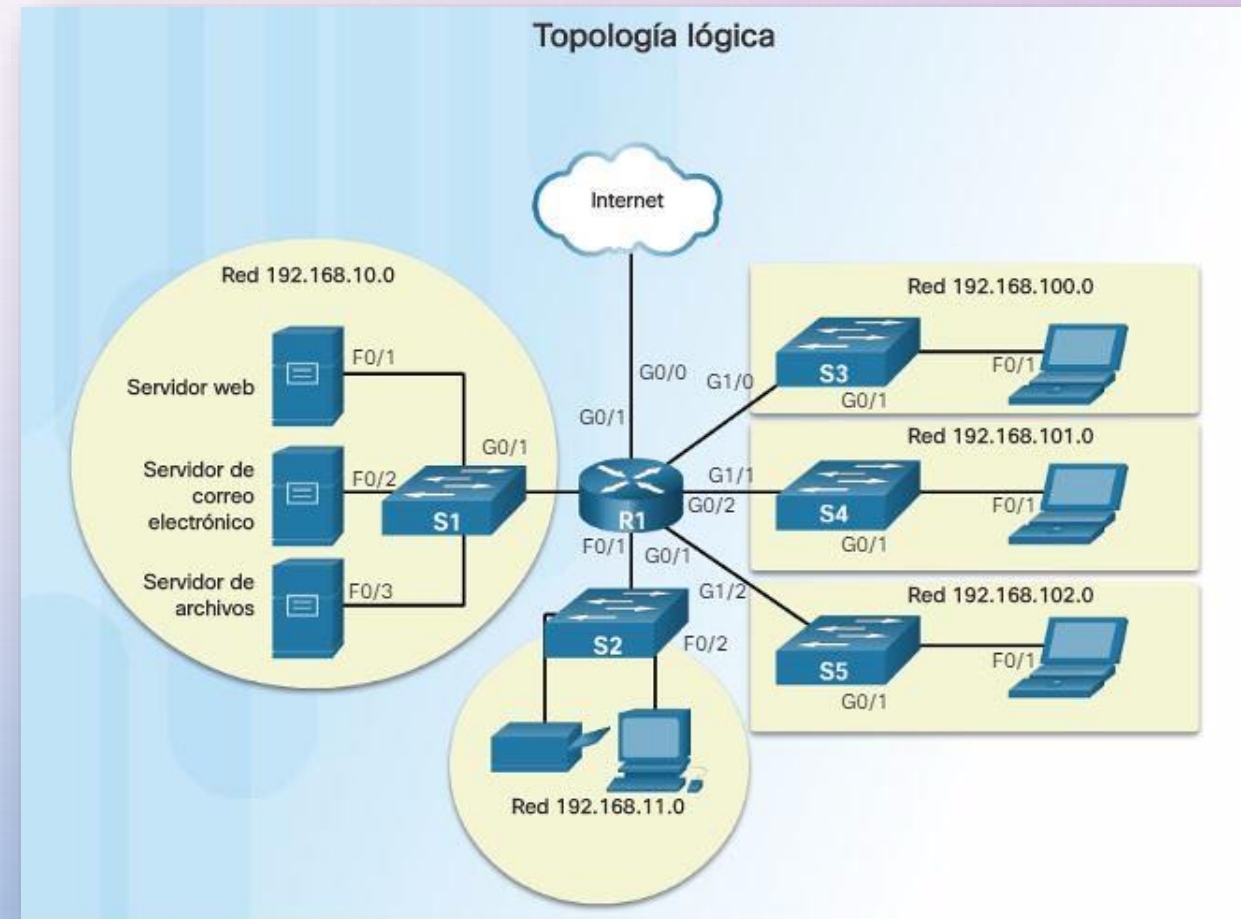 Topología lógica
Internet
Red 192.168.10.0
Servidor web
F0/1
Servidor de
correo
electrónico
F0/2
Servidor de
archivos
F0/3
G0/1
S1
G0/0
G0/1
G1/0
G1/1
G0/2
R1
F0/1
G0/1
G1/2
S2
F0/2
Red 192.168.11.0
Red 192.168.100.0
S3
F0/1
G0/1
Red 192.168.101.0
S4
F0/1
G0/1
Red 192.168.102.0
S5
F0/1
G0/1